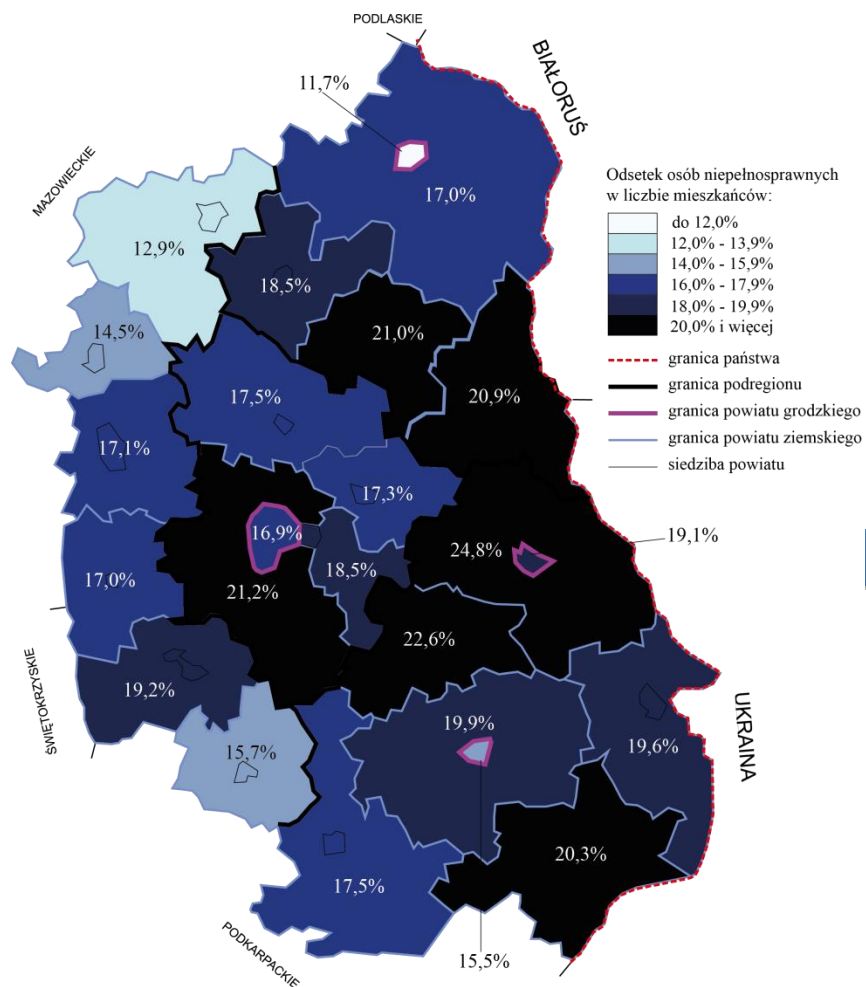 PODLASKIE
BIAŁORUŚ
11,7%
MAZOWIECKIE
17,0%
12,9%
18,5%
14,5%
21,0%
17,5%
20,9%
17,1%
17,3%
16,9%
24,8%
19,1%
18,5%
17,0%
21,2%
22,6%
ŚWIĘTOKRZYSKIE
19,2%
19,9%
UKRAINA
19,6%
15,7%
20,3%
17,5%
PODKARPACKIE
15,5%
Odsetek osób niepełnosprawnych
w liczbie mieszkańców:
do 12,0%
12,0% - 13,9%
14,0% - 15,9%
16,0% - 17,9%
18,0% - 19,9%
20,0% i więcej
granica państwa
granica podregionu
granica powiatu grodzkiego
granica powiatu ziemskiego
siedziba powiatu